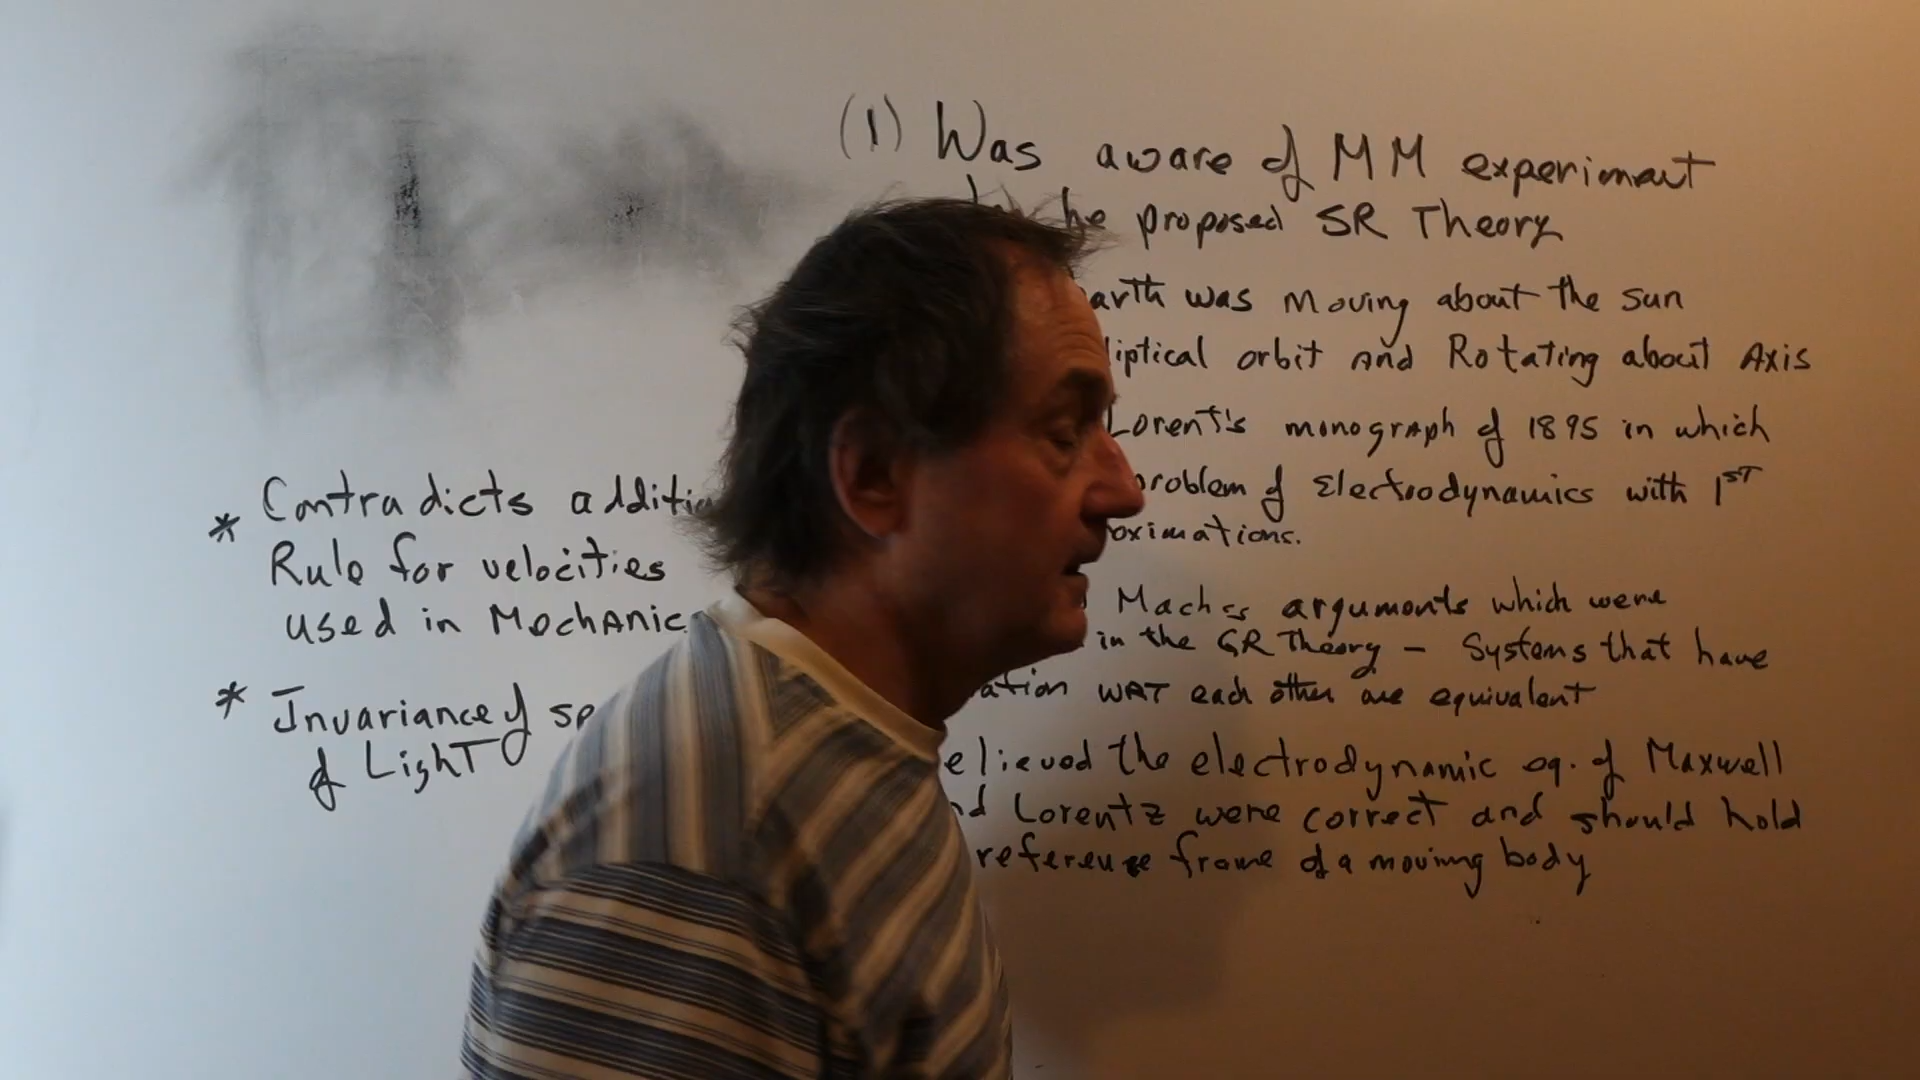 * Contradicts additio
Rule for velocities
used in Mechanic
* Invariance of sp
of Light
(1) Was aware of MM experiment
he proposed SR Theory
arth was Moving about the sun
liptical orbit and Rotating about Axis
Lorent's monograph of 1895 in which
problem of Electrodynamics with 1ST
oximations.
arguments which were
in the GR Theory – Systems that have
ation WRT each other are equivalent
elieved the electrodynamic eq. of Maxwell
nd Lorentz were correct and should hold
reference frame of a moving body